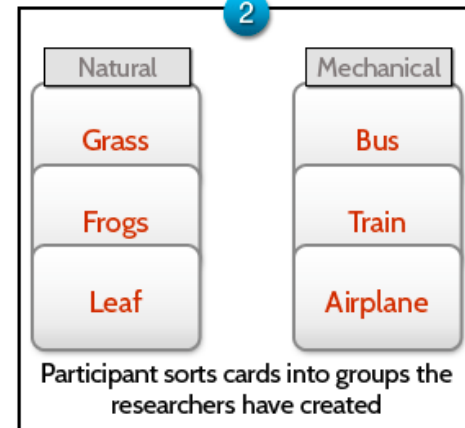 2
Natural Mechanical
Grass Bus
Frogs Train
Leaf Airplane
Participant sorts cards into groups the
researchers have created